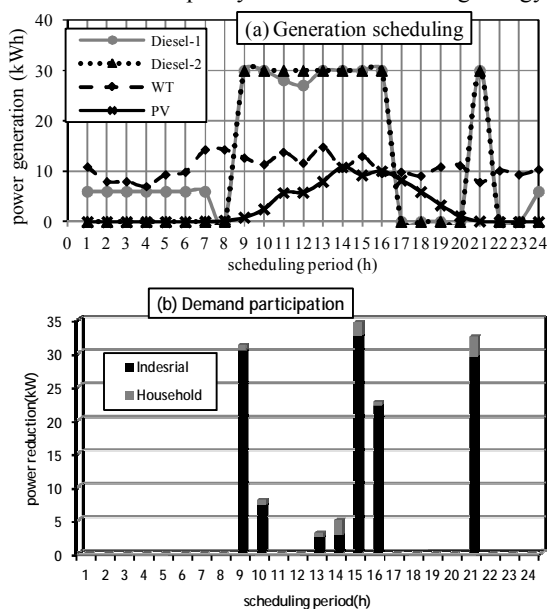 (a) Generation scheduling
power generation (kWh)
40
30
20
10
0
Diesel-1
Diesel-2
WT
PV
0 1 2 3 4 5 6 7 8 9 10 11 12 13 14 15 16 17 18 19 20 21 22 23 24
scheduling period (h)
(b) Demand participation
power reduction(kW)
35
30
25
20
15
10
5
0
Indesrial
Household
1 2 3 4 5 6 7 8 9 10 11 12 13 14 15 16 17 18 19 20 21 22 23 24
scheduling period(h)